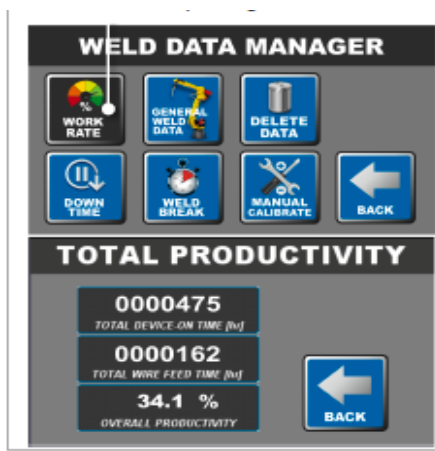 WELD DATA MANAGER
%
WORK
RATE
GENERAL
WELD
DATA
DELETE
DATA
DOWN
TIME
WELD
BREAK
MANUAL
CALIBRATE
BACK
TOTAL PRODUCTIVITY
0000475
TOTAL DEVICE-ON TIME [hr]
0000162
TOTAL WIRE FEED TIME [hr]
34.1 %
OVERALL PRODUCTIVITY
BACK